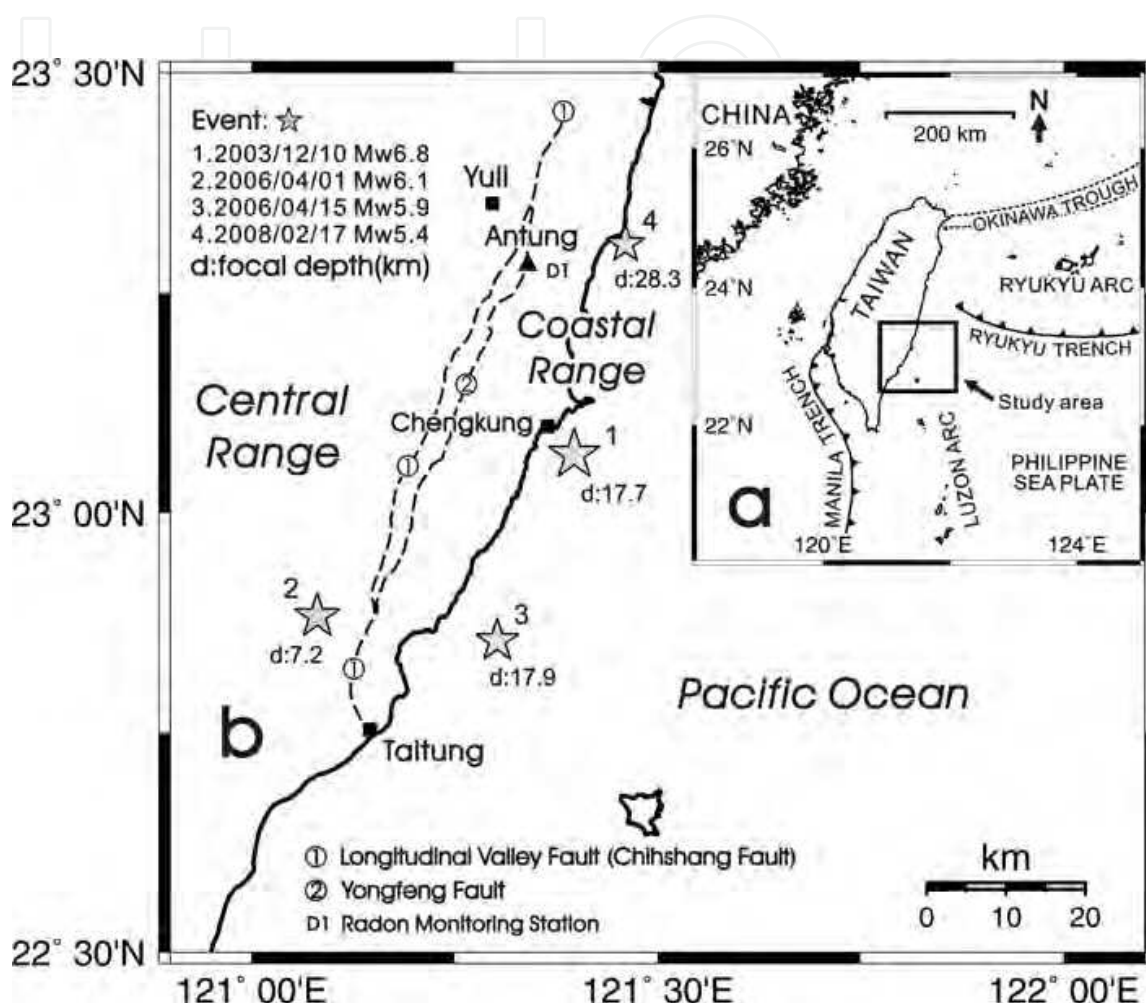 23° 30'N
Event:
1.2003/12/10 Mw6.8
2.2006/04/01 Mw6.1
3.2006/04/15 Mw5.9
4.2008/02/17 Mw5.4
d:focal depth(km)
Yuli
Antung
D1
4
d:28.3
Coastal
Range
Central
Range
Chengkung
1
d:17.7
23° 00'N
2
d:7.2
3
d:17.9
Pacific Ocean
b
Taitung
① Longitudinal Valley Fault (Chihshang Fault)
② Yongfeng Fault
D1 Radon Monitoring Station
km
0 10 20
22° 30'N
121° 00'E
121° 30'E
122° 00'E
①
②
①
①
CHINA
200 km
N
26°N
OKINAWA TROUGH
TAIWAN
24°N
RYUKYU ARC
RYUKYU TRENCH
Study area
22°N
MANILA TRENCH
LUZON ARC
PHILIPPINE
SEA PLATE
a
120°E
124°E